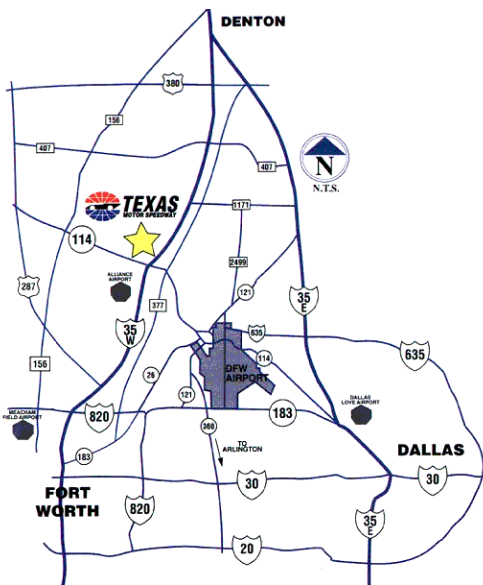 DENTON
380
156
407
407
N
N.T.S.
TEXAS
MOTOR SPEEDWAY
1171
114
2499
ALLIANCE
AIRPORT
287
121
377
35
E
35
W
635
635
156
DFW
AIRPORT
114
26
121
DALLAS
LOVE AIRPORT
MEACHAM
FIELD AIRPORT
820
183
360
TO
ARLINGTON
183
DALLAS
30
30
FORT
WORTH
820
35
E
20